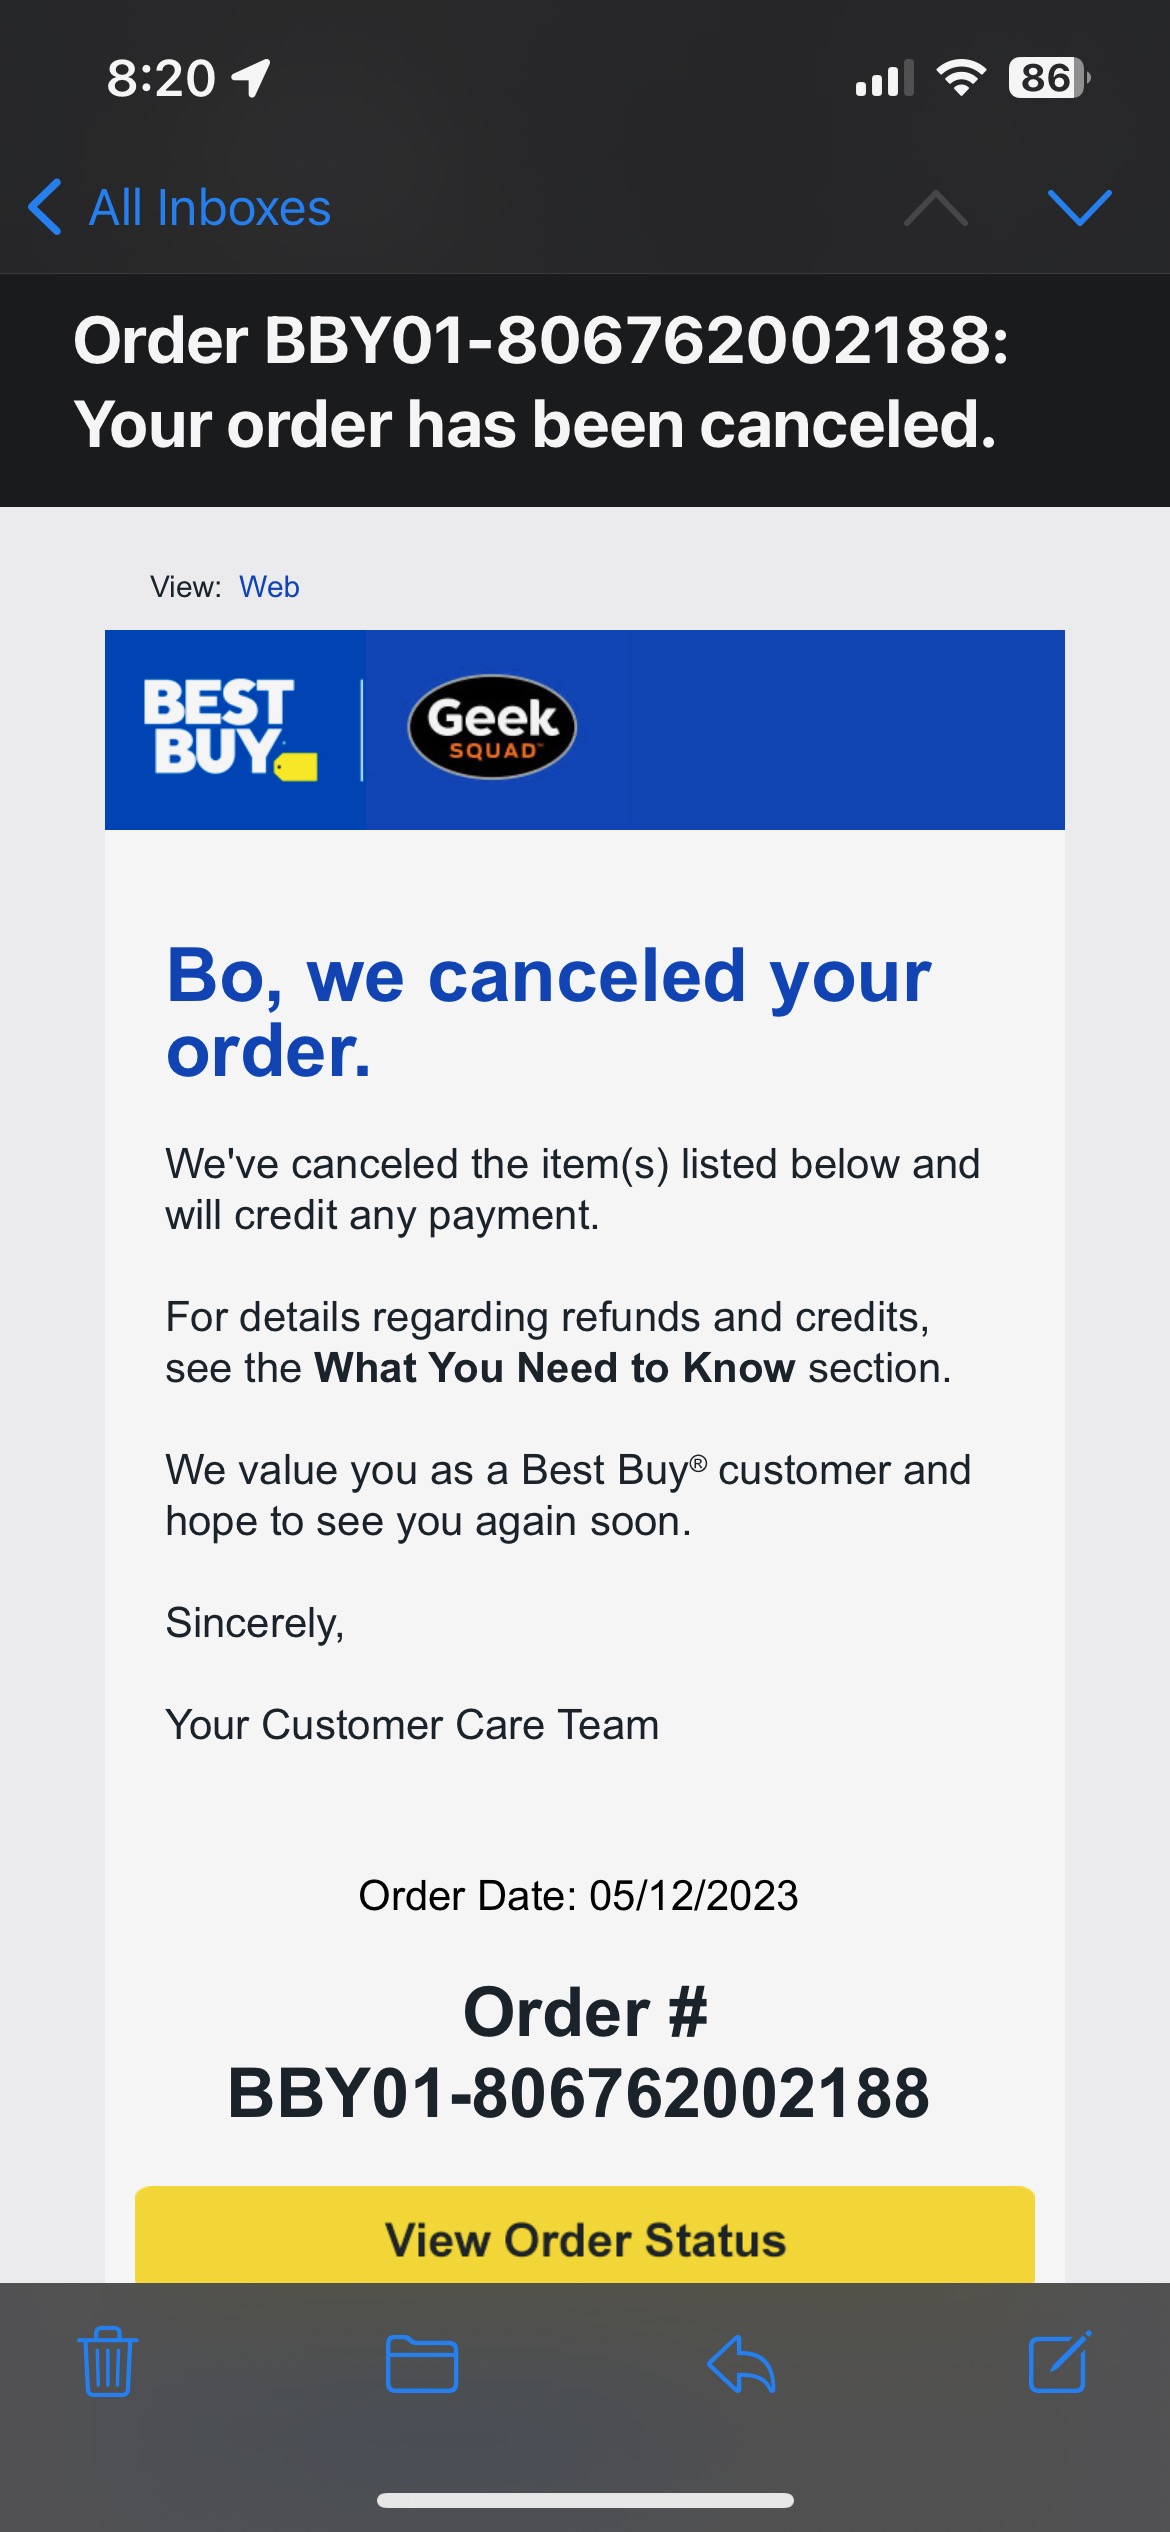 8:20
86
All Inboxes
Order BBY01-806762002188:
Your order has been canceled.
View: Web
BEST
BUY
Geek
SQUAD™
Bo, we canceled your
order.
We've canceled the item(s) listed below and
will credit any payment.
For details regarding refunds and credits,
see the What You Need to Know section.
We value you as a Best Buy® customer and
hope to see you again soon.
Sincerely,
Your Customer Care Team
Order Date: 05/12/2023
Order #
BBY01-806762002188
View Order Status